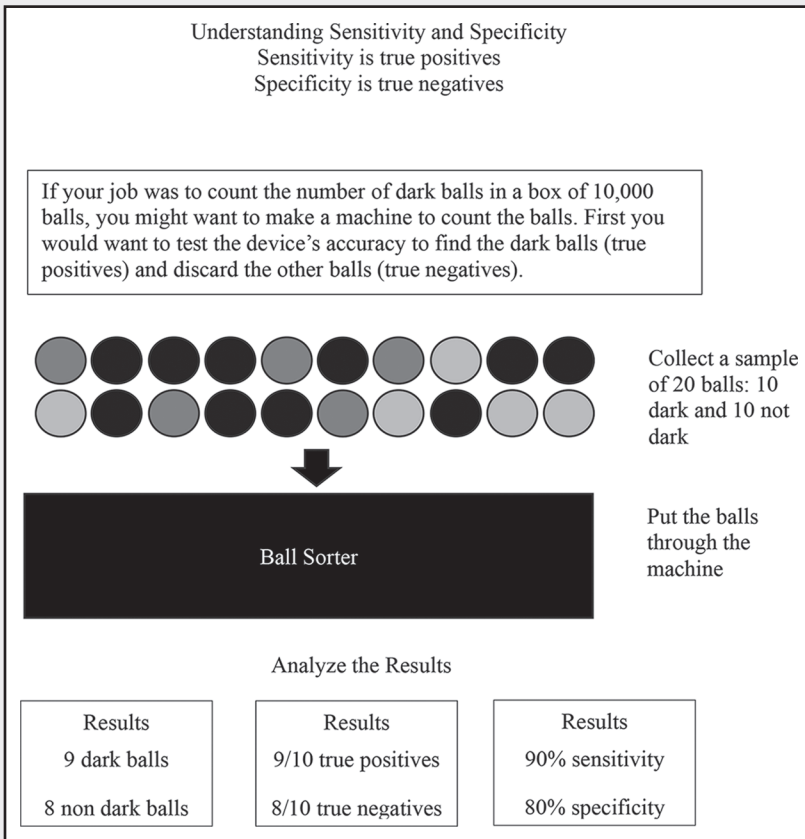 Understanding Sensitivity and Specificity
Sensitivity is true positives
Specificity is true negatives
If your job was to count the number of dark balls in a box of 10,000
balls, you might want to make a machine to count the balls. First you
would want to test the device's accuracy to find the dark balls (true
positives) and discard the other balls (true negatives).
Collect a sample
of 20 balls: 10
dark and 10 not
dark
Ball Sorter
Put the balls
through the
machine
Analyze the Results
Results
9 dark balls
8 non dark balls
Results
9/10 true positives
8/10 true negatives
Results
90% sensitivity
80% specificity